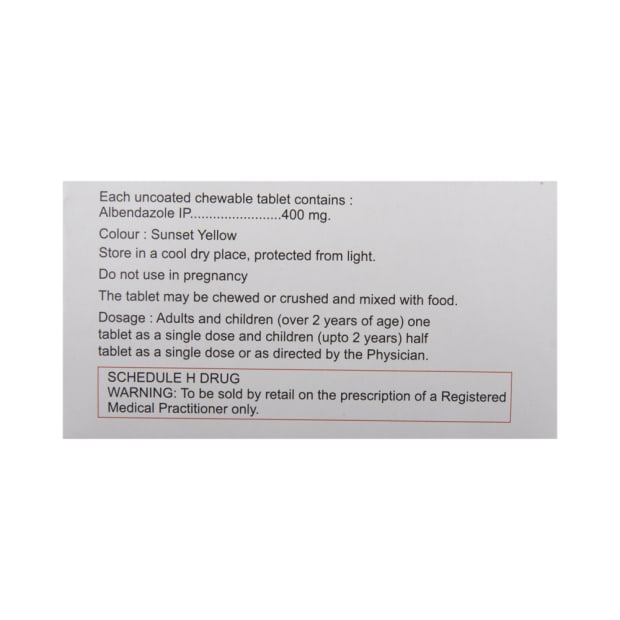 Each uncoated chewable tablet contains :
Albendazole IP.......................400 mg.
Colour : Sunset Yellow
Store in a cool dry place, protected from light.
Do not use in pregnancy
The tablet may be chewed or crushed and mixed with food.
Dosage : Adults and children (over 2 years of age) one
tablet as a single dose and children (upto 2 years) half
tablet as a single dose or as directed by the Physician.
SCHEDULE H DRUG
WARNING: To be sold by retail on the prescription of a Registered
Medical Practitioner only.